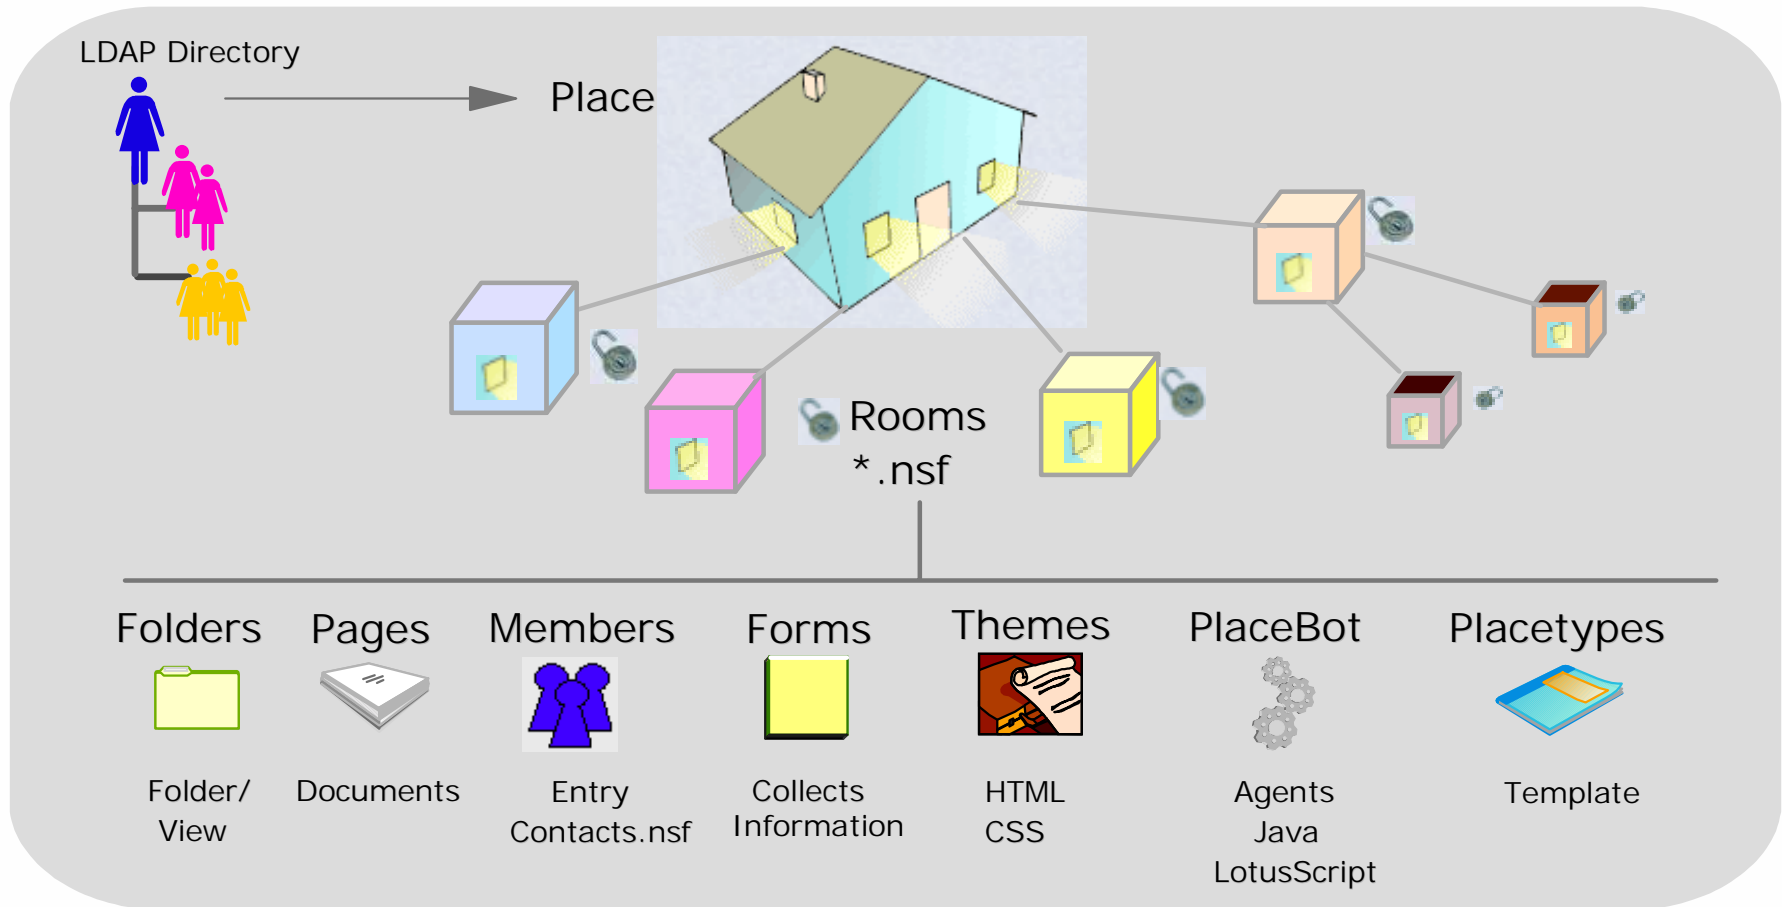 LDAP Directory
Place
Rooms
*.nsf
Folders
Pages
Members
Forms
Themes
PlaceBot
Placetypes
Folder/
View
Documents
Entry
Contacts.nsf
Collects
Information
HTML
CSS
Agents
Java
LotusScript
Template